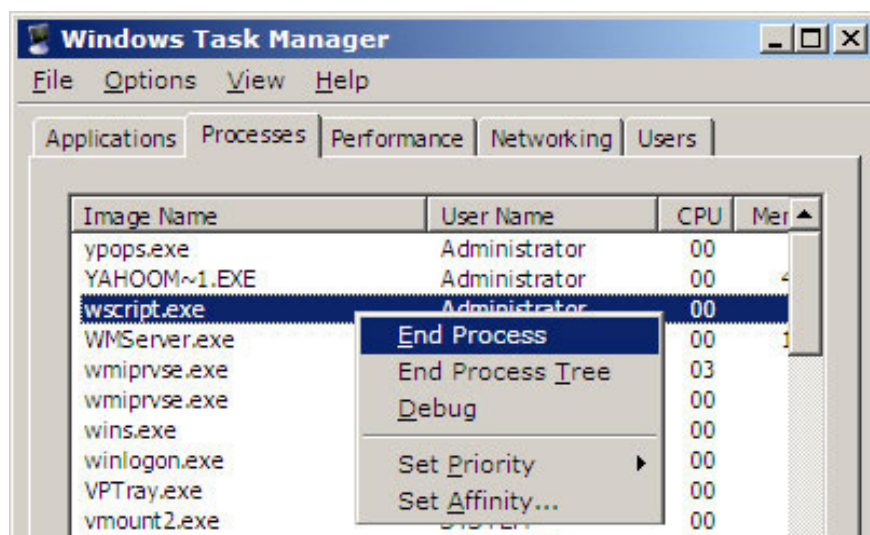 Windows Task Manager
File Options View Help
Applications Processes Performance Networking Users
Image Name User Name CPU
ypops.exe Administrator 00
YAHOOM~1.EXE Administrator 00
wscript.exe Administrator 00
WMServer.exe 00
wmiprvse.exe 03
wmiprvse.exe 00
wins.exe 00
winlogon.exe 00
VPTray.exe 00
vmount2.exe 00
End Process
End Process Tree
Debug
Set Priority
Set Affinity...